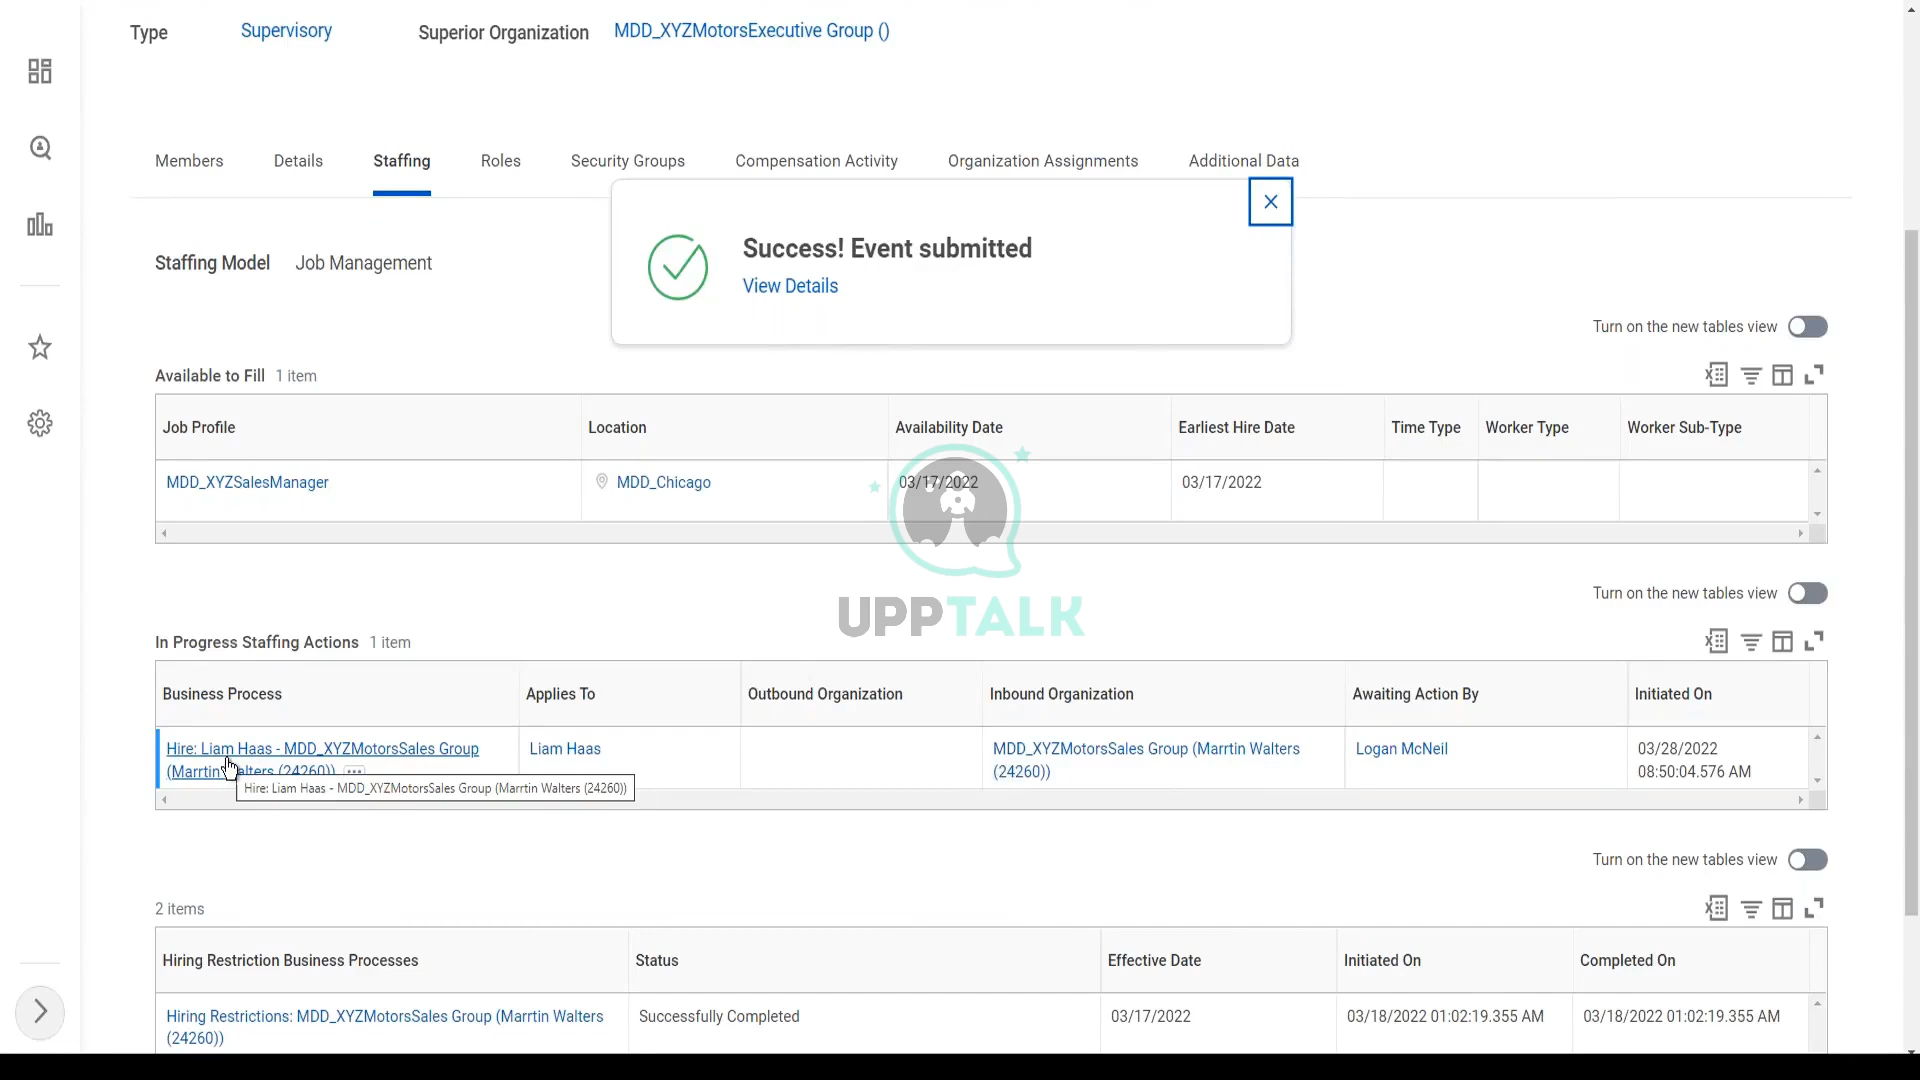 Type Supervisory Superior Organization MDD_XYZMotorsExecutive Group ()
Members Details Staffing Roles Security Groups Compensation Activity Organization Assignments Additional Data
Success! Event submitted
View Details
Staffing Model Job Management
Turn on the new tables view
Available to Fill 1 item
Job Profile Location Availability Date Earliest Hire Date Time Type Worker Type Worker Sub-Type
MDD_XYZSalesManager MDD_Chicago 03/17/2022 03/17/2022
UPPTALK
Turn on the new tables view
In Progress Staffing Actions 1 item
Business Process Applies To Outbound Organization Inbound Organization Awaiting Action By Initiated On
Hire: Liam Haas - MDD_XYZMotorsSales Group Liam Haas MDD_XYZMotorsSales Group (Marrtin Walters Logan McNeil 03/28/2022
(Marrtin Walters (24260)) (24260)) 08:50:04.576 AM
Hire: Liam Haas - MDD_XYZMotorsSales Group (Marrtin Walters (24260))
Turn on the new tables view
2 items
Hiring Restriction Business Processes Status Effective Date Initiated On Completed On
Hiring Restrictions: MDD_XYZMotorsSales Group (Marrtin Walters Successfully Completed 03/17/2022 03/18/2022 01:02:19.355 AM 03/18/2022 01:02:19.355 AM
(24260))